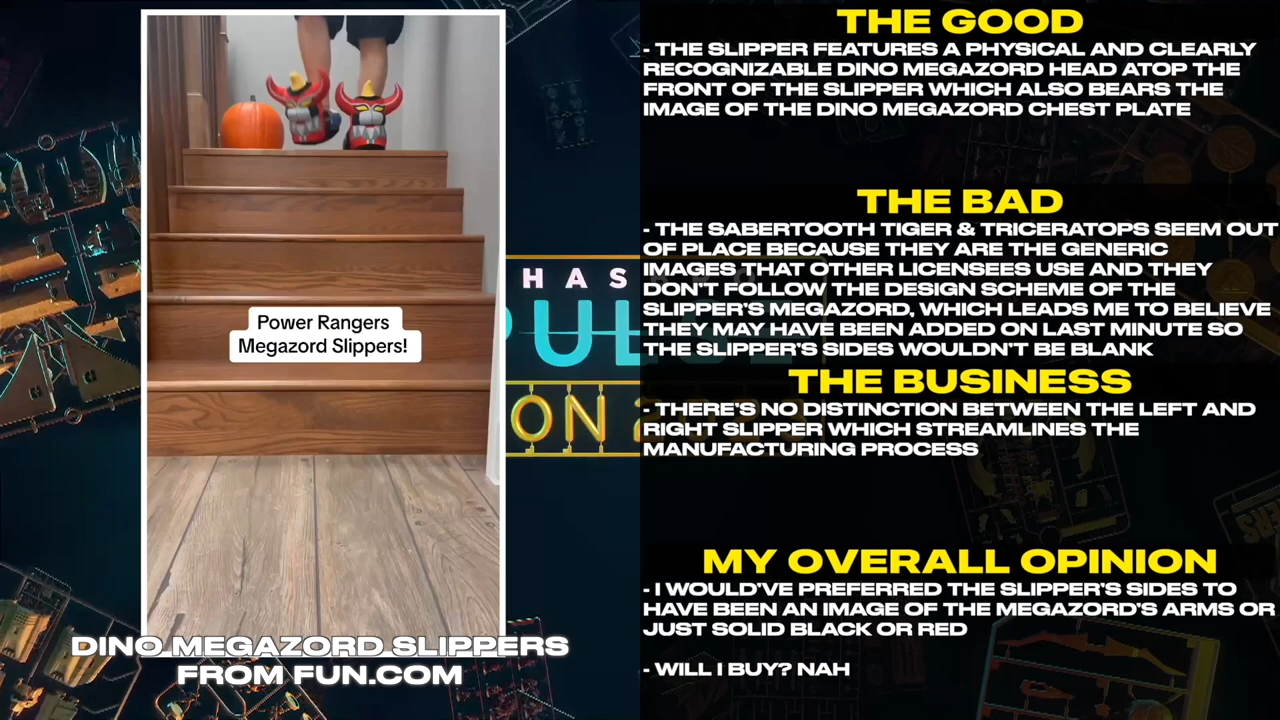 Power Rangers
Megazord Slippers!
DINO MEGAZORD SLIPPERS
FROM FUN.COM
HAS
PUL
ON 2
THE GOOD
- THE SLIPPER FEATURES A PHYSICAL AND CLEARLY
RECOGNIZABLE DINO MEGAZORD HEAD ATOP THE
FRONT OF THE SLIPPER WHICH ALSO BEARS THE
IMAGE OF THE DINO MEGAZORD CHEST PLATE
THE BAD
- THE SABERTOOTH TIGER & TRICERATOPS SEEM OUT
OF PLACE BECAUSE THEY ARE THE GENERIC
IMAGES THAT OTHER LICENSEES USE AND THEY
DON'T FOLLOW THE DESIGN SCHEME OF THE
SLIPPER'S MEGAZORD, WHICH LEADS ME TO BELIEVE
THEY MAY HAVE BEEN ADDED ON LAST MINUTE SO
THE SLIPPER'S SIDES WOULDN'T BE BLANK
THE BUSINESS
- THERE'S NO DISTINCTION BETWEEN THE LEFT AND
RIGHT SLIPPER WHICH STREAMLINES THE
MANUFACTURING PROCESS
MY OVERALL OPINION
- I WOULD'VE PREFERRED THE SLIPPER'S SIDES TO
HAVE BEEN AN IMAGE OF THE MEGAZORD'S ARMS OR
JUST SOLID BLACK OR RED
- WILL I BUY? NAH